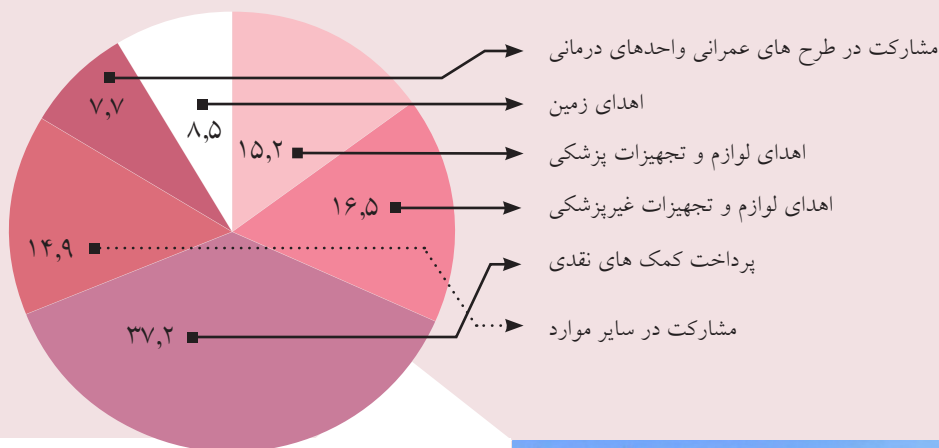 مشارکت در طرح های عمرانی واحدهای درمانی
۷,۷
اهدای زمین
۸,۵
اهدای لوازم و تجهیزات پزشکی
۱۵,۲
اهدای لوازم و تجهیزات غیرپزشکی
۱۶,۵
پرداخت کمک های نقدی
۳۷,۲
مشارکت در سایر موارد
۱۴,۹